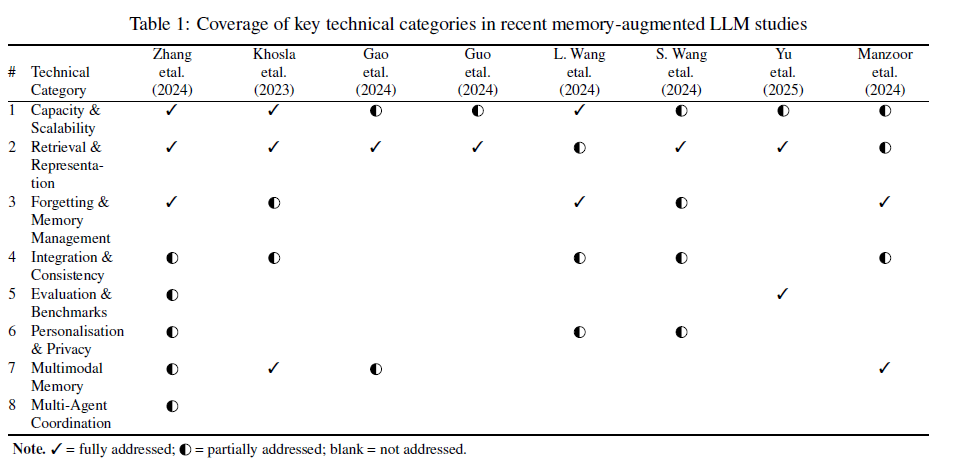 Table 1: Coverage of key technical categories in recent memory-augmented LLM studies
Zhang Khosla Gao Guo L. Wang S. Wang Yu Manzoor
# Technical etal. etal. etal. etal. etal. etal. etal. etal.
Category (2024) (2023) (2024) (2024) (2024) (2024) (2025) (2024)
1 Capacity & ✓ ✓ ◐ ◐ ✓ ◐ ◐ ◐
Scalability
2 Retrieval & ✓ ✓ ✓ ✓ ◐ ✓ ✓ ◐
Representa-
tion
3 Forgetting & ✓ ◐ ✓ ◐ ✓
Memory
Management
4 Integration & ◐ ◐ ◐ ◐ ◐
Consistency
5 Evaluation & ◐ ✓
Benchmarks
6 Personalisation ◐ ◐ ◐
& Privacy
7 Multimodal ◐ ✓ ◐ ✓
Memory
8 Multi-Agent ◐
Coordination
Note. ✓ = fully addressed; ◐ = partially addressed; blank = not addressed.